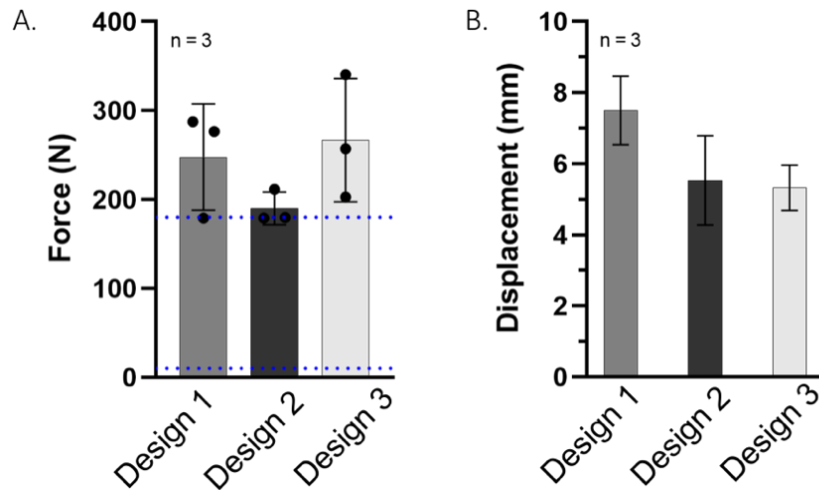 A.
Force (N)
400
300
200
100
0
n = 3
Design 1
Design 2
Design 3
B.
Displacement (mm)
10
8
6
4
2
0
n = 3
Design 1
Design 2
Design 3